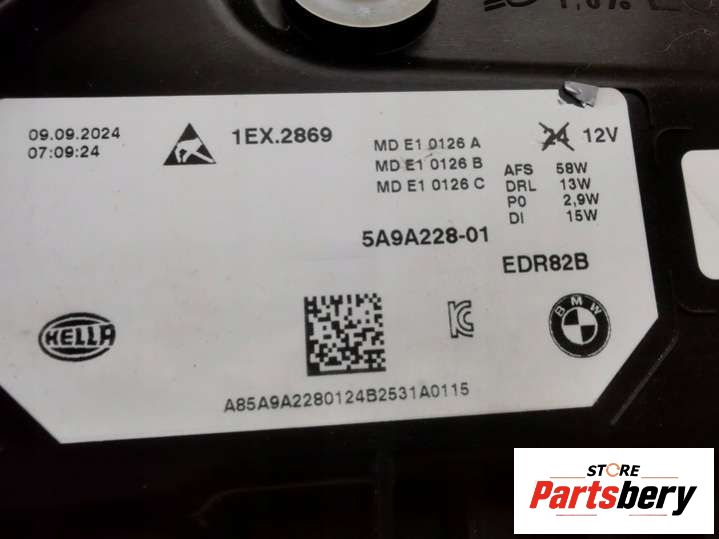 09.09.2024
07:09:24
1EX.2869
MD E1 0126 A
MD E1 0126 B
MD E1 0126 C
24 12V
AFS 58W
DRL 13W
P0 2,9W
DI 15W
5A9A228-01
EDR82B
HELLA
BMW
A85A9A2280124B2531A0115
STORE
Partsbery